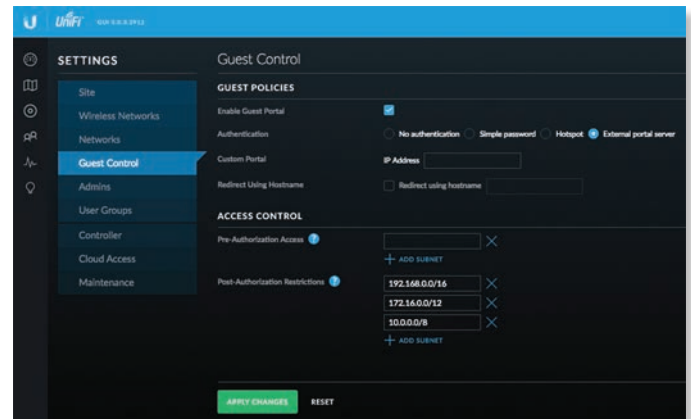 U UniFi
SETTINGS
Site
Wireless Networks
Networks
Guest Control
Admins
User Groups
Controller
Cloud Access
Maintenance
Guest Control
GUEST POLICIES
Enable Guest Portal
Authentication No authentication Simple password Hotspot External portal server
Custom Portal IP Address
Redirect Using Hostname Redirect using hostname
ACCESS CONTROL
Pre-Authorization Access ?
+ ADD SUBNET
Post-Authorization Restrictions ? 192.168.0.0/16
172.16.0.0/12
10.0.0.0/8
+ ADD SUBNET
APPLY CHANGES RESET